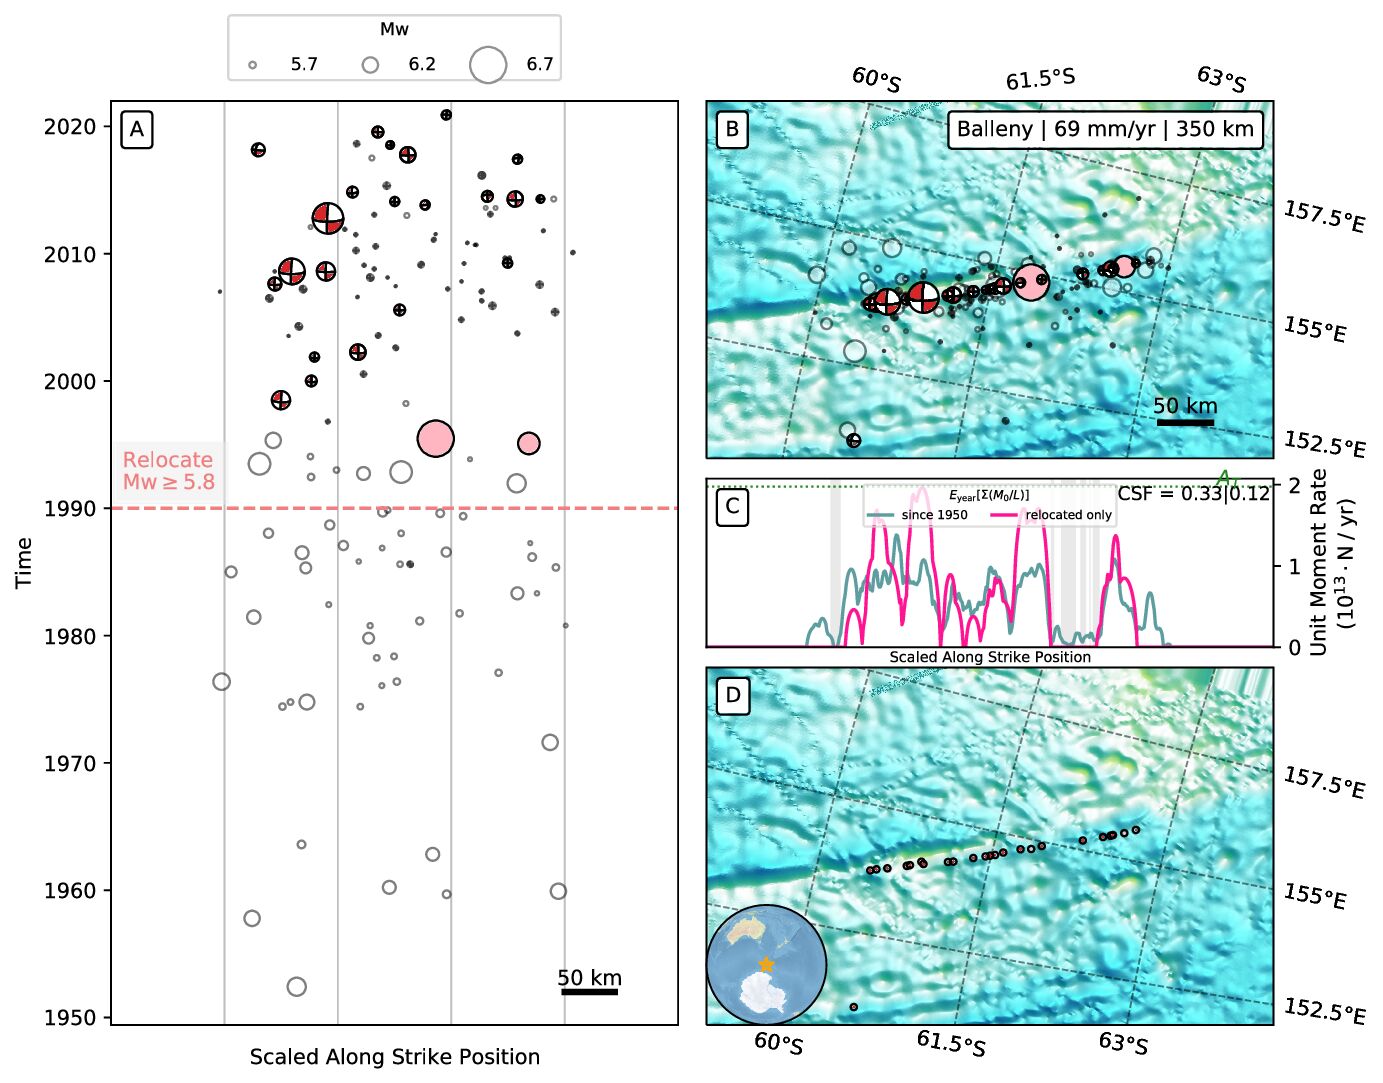 Mw
5.7 6.2 6.7
A
2020
2010
2000
1990
1980
1970
1960
1950
Time
Relocate
Mw ≥ 5.8
50 km
Scaled Along Strike Position
60°S 61.5°S 63°S
B
Balleny | 69 mm/yr | 350 km
157.5°E
155°E
152.5°E
50 km
C
E_year[Σ(M₀/L)]
since 1950 relocated only
A_T
CSF = 0.33|0.12
2
1
0
Unit Moment Rate
(10¹³ · N / yr)
Scaled Along Strike Position
D
157.5°E
155°E
152.5°E
60°S 61.5°S 63°S